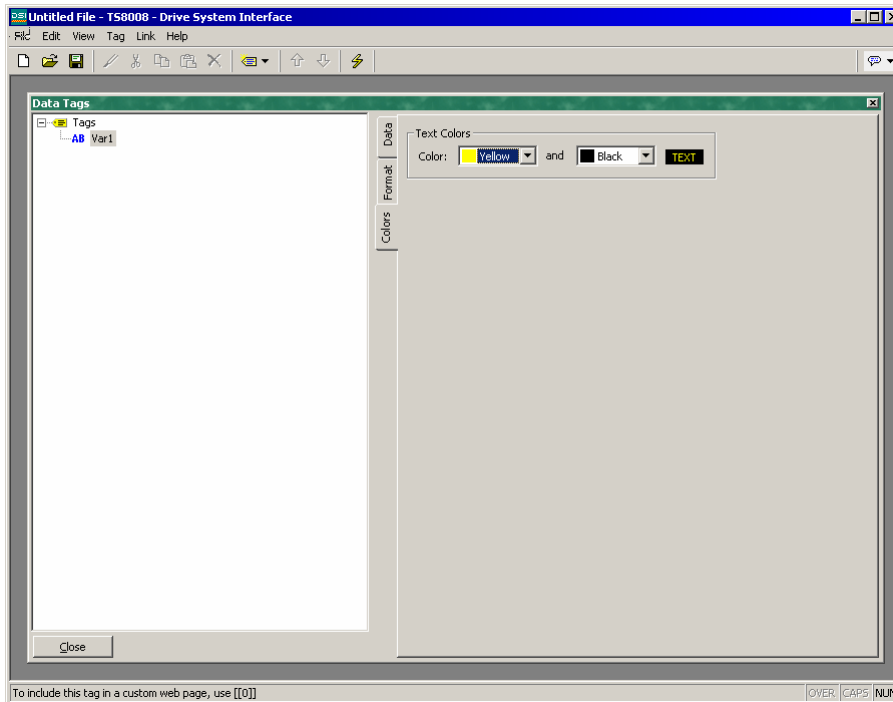 DSI Untitled File - TS8008 - Drive System Interface
File Edit View Tag Link Help
Data Tags
Tags
AB Var1
Data
Format
Colors
Text Colors
Color: Yellow and Black TEXT
Close
To include this tag in a custom web page, use [[0]]
OVER CAPS NUM